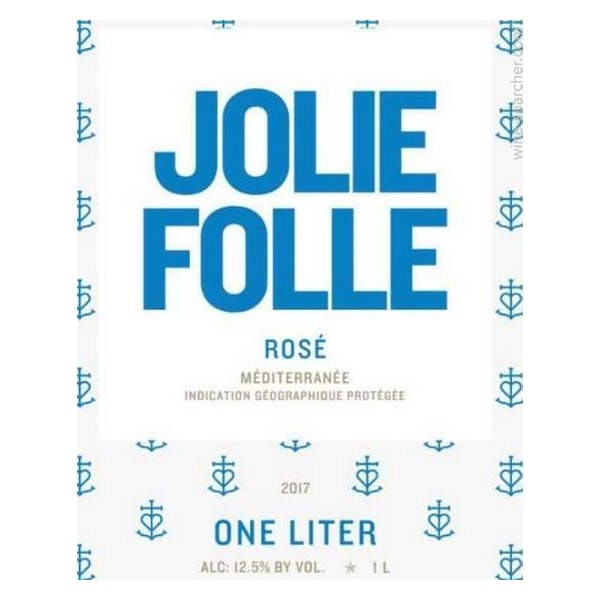 JOLIE
FOLLE
ROSÉ
MÉDITERRANÉE
INDICATION GÉOGRAPHIQUE PROTÉGÉE
2017
ONE LITER
ALC: 12.5% BY VOL. ★ 1 L